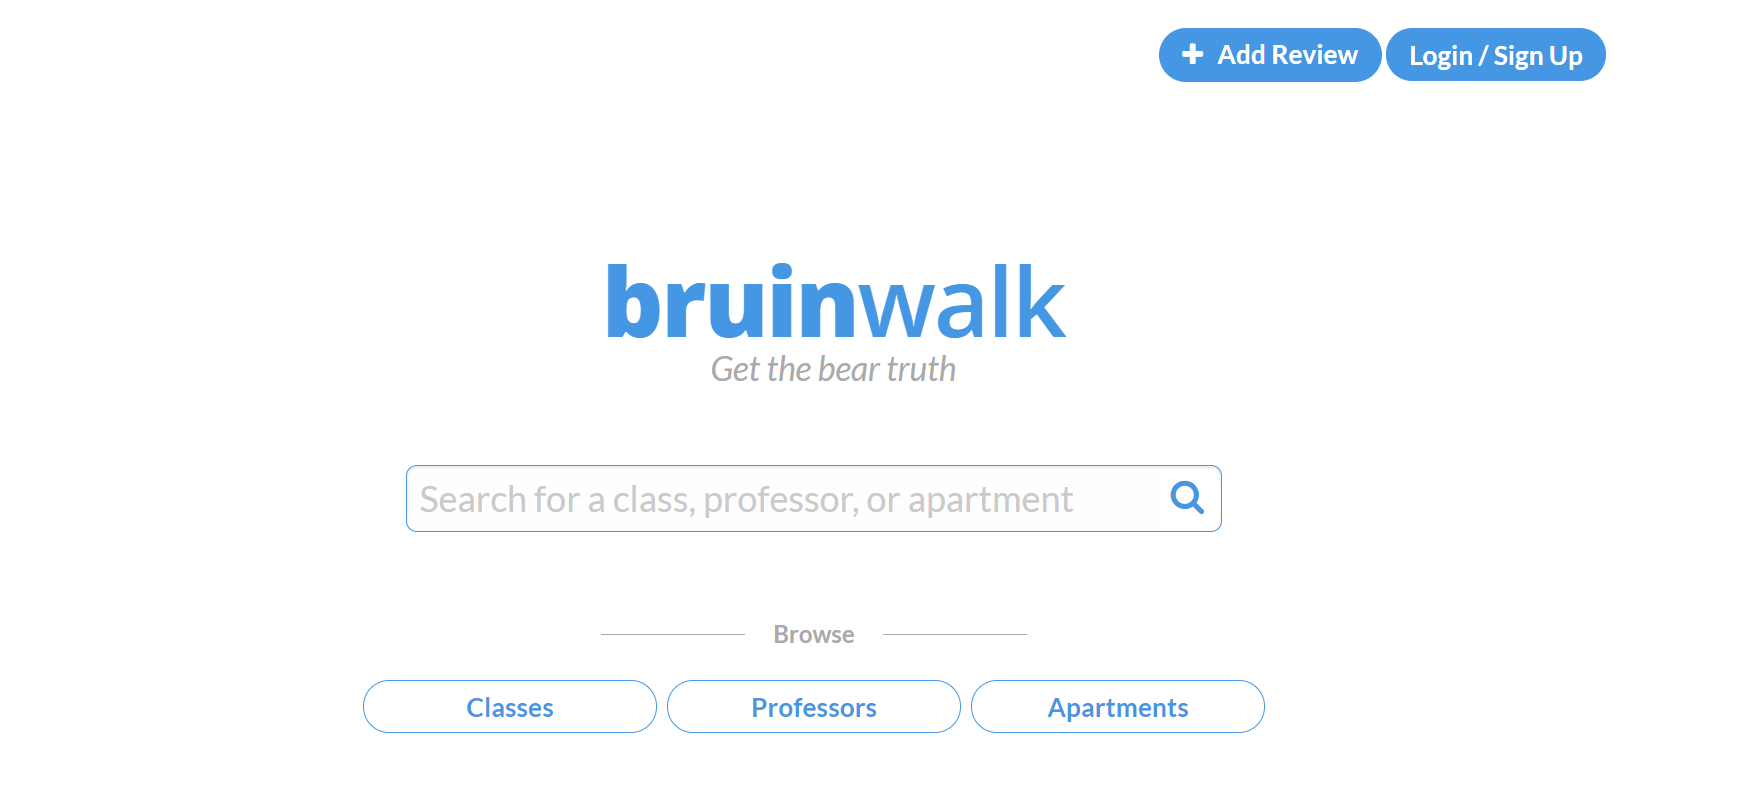 Add Review
Login / Sign Up
bruinwalk
Get the bear truth
Search for a class, professor, or apartment
Browse
Classes
Professors
Apartments